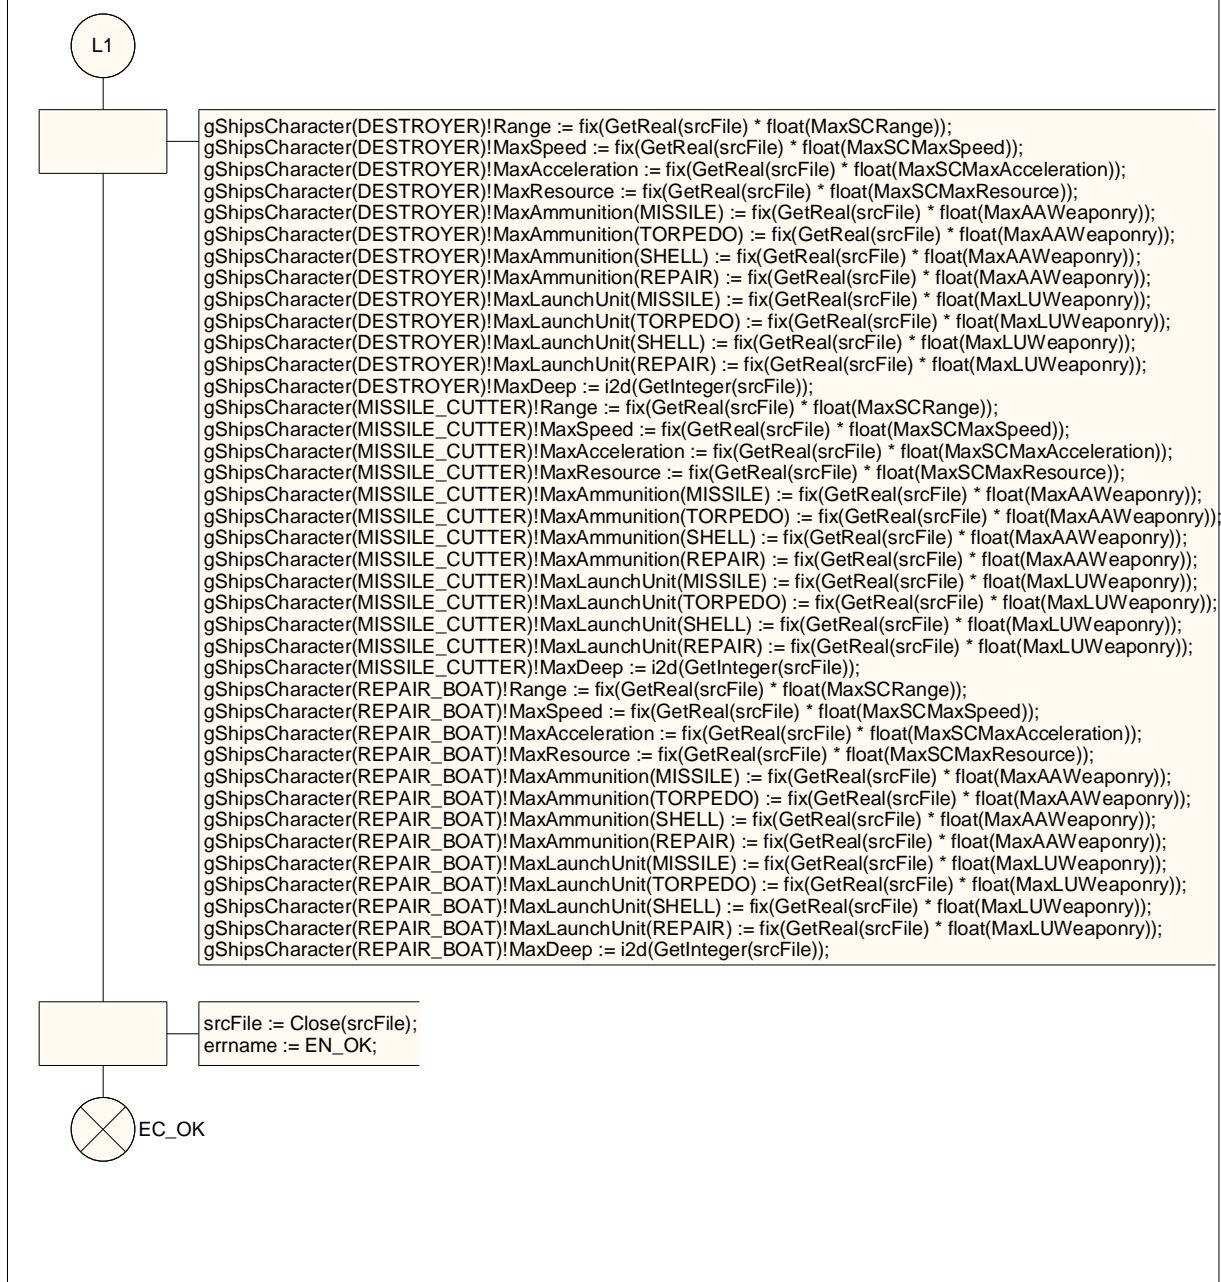 L1
gShipsCharacter(DESTROYER)!Range := fix(GetReal(srcFile) * float(MaxSCRange));
gShipsCharacter(DESTROYER)!MaxSpeed := fix(GetReal(srcFile) * float(MaxSCMaxSpeed));
gShipsCharacter(DESTROYER)!MaxAcceleration := fix(GetReal(srcFile) * float(MaxSCMaxAcceleration));
gShipsCharacter(DESTROYER)!MaxResource := fix(GetReal(srcFile) * float(MaxSCMaxResource));
gShipsCharacter(DESTROYER)!MaxAmmunition(MISSILE) := fix(GetReal(srcFile) * float(MaxAAWeaponry));
gShipsCharacter(DESTROYER)!MaxAmmunition(TORPEDO) := fix(GetReal(srcFile) * float(MaxAAWeaponry));
gShipsCharacter(DESTROYER)!MaxAmmunition(SHELL) := fix(GetReal(srcFile) * float(MaxAAWeaponry));
gShipsCharacter(DESTROYER)!MaxAmmunition(REPAIR) := fix(GetReal(srcFile) * float(MaxAAWeaponry));
gShipsCharacter(DESTROYER)!MaxLaunchUnit(MISSILE) := fix(GetReal(srcFile) * float(MaxLUWeaponry));
gShipsCharacter(DESTROYER)!MaxLaunchUnit(TORPEDO) := fix(GetReal(srcFile) * float(MaxLUWeaponry));
gShipsCharacter(DESTROYER)!MaxLaunchUnit(SHELL) := fix(GetReal(srcFile) * float(MaxLUWeaponry));
gShipsCharacter(DESTROYER)!MaxLaunchUnit(REPAIR) := fix(GetReal(srcFile) * float(MaxLUWeaponry));
gShipsCharacter(DESTROYER)!MaxDeep := i2d(GetInteger(srcFile));
gShipsCharacter(MISSILE_CUTTER)!Range := fix(GetReal(srcFile) * float(MaxSCRange));
gShipsCharacter(MISSILE_CUTTER)!MaxSpeed := fix(GetReal(srcFile) * float(MaxSCMaxSpeed));
gShipsCharacter(MISSILE_CUTTER)!MaxAcceleration := fix(GetReal(srcFile) * float(MaxSCMaxAcceleration));
gShipsCharacter(MISSILE_CUTTER)!MaxResource := fix(GetReal(srcFile) * float(MaxSCMaxResource));
gShipsCharacter(MISSILE_CUTTER)!MaxAmmunition(MISSILE) := fix(GetReal(srcFile) * float(MaxAAWeaponry));
gShipsCharacter(MISSILE_CUTTER)!MaxAmmunition(TORPEDO) := fix(GetReal(srcFile) * float(MaxAAWeaponry));
gShipsCharacter(MISSILE_CUTTER)!MaxAmmunition(SHELL) := fix(GetReal(srcFile) * float(MaxAAWeaponry));
gShipsCharacter(MISSILE_CUTTER)!MaxAmmunition(REPAIR) := fix(GetReal(srcFile) * float(MaxAAWeaponry));
gShipsCharacter(MISSILE_CUTTER)!MaxLaunchUnit(MISSILE) := fix(GetReal(srcFile) * float(MaxLUWeaponry));
gShipsCharacter(MISSILE_CUTTER)!MaxLaunchUnit(TORPEDO) := fix(GetReal(srcFile) * float(MaxLUWeaponry));
gShipsCharacter(MISSILE_CUTTER)!MaxLaunchUnit(SHELL) := fix(GetReal(srcFile) * float(MaxLUWeaponry));
gShipsCharacter(MISSILE_CUTTER)!MaxLaunchUnit(REPAIR) := fix(GetReal(srcFile) * float(MaxLUWeaponry));
gShipsCharacter(MISSILE_CUTTER)!MaxDeep := i2d(GetInteger(srcFile));
gShipsCharacter(REPAIR_BOAT)!Range := fix(GetReal(srcFile) * float(MaxSCRange));
gShipsCharacter(REPAIR_BOAT)!MaxSpeed := fix(GetReal(srcFile) * float(MaxSCMaxSpeed));
gShipsCharacter(REPAIR_BOAT)!MaxAcceleration := fix(GetReal(srcFile) * float(MaxSCMaxAcceleration));
gShipsCharacter(REPAIR_BOAT)!MaxResource := fix(GetReal(srcFile) * float(MaxSCMaxResource));
gShipsCharacter(REPAIR_BOAT)!MaxAmmunition(MISSILE) := fix(GetReal(srcFile) * float(MaxAAWeaponry));
gShipsCharacter(REPAIR_BOAT)!MaxAmmunition(TORPEDO) := fix(GetReal(srcFile) * float(MaxAAWeaponry));
gShipsCharacter(REPAIR_BOAT)!MaxAmmunition(SHELL) := fix(GetReal(srcFile) * float(MaxAAWeaponry));
gShipsCharacter(REPAIR_BOAT)!MaxAmmunition(REPAIR) := fix(GetReal(srcFile) * float(MaxAAWeaponry));
gShipsCharacter(REPAIR_BOAT)!MaxLaunchUnit(MISSILE) := fix(GetReal(srcFile) * float(MaxLUWeaponry));
gShipsCharacter(REPAIR_BOAT)!MaxLaunchUnit(TORPEDO) := fix(GetReal(srcFile) * float(MaxLUWeaponry));
gShipsCharacter(REPAIR_BOAT)!MaxLaunchUnit(SHELL) := fix(GetReal(srcFile) * float(MaxLUWeaponry));
gShipsCharacter(REPAIR_BOAT)!MaxLaunchUnit(REPAIR) := fix(GetReal(srcFile) * float(MaxLUWeaponry));
gShipsCharacter(REPAIR_BOAT)!MaxDeep := i2d(GetInteger(srcFile));
srcFile := Close(srcFile);
errname := EN_OK;
EC_OK